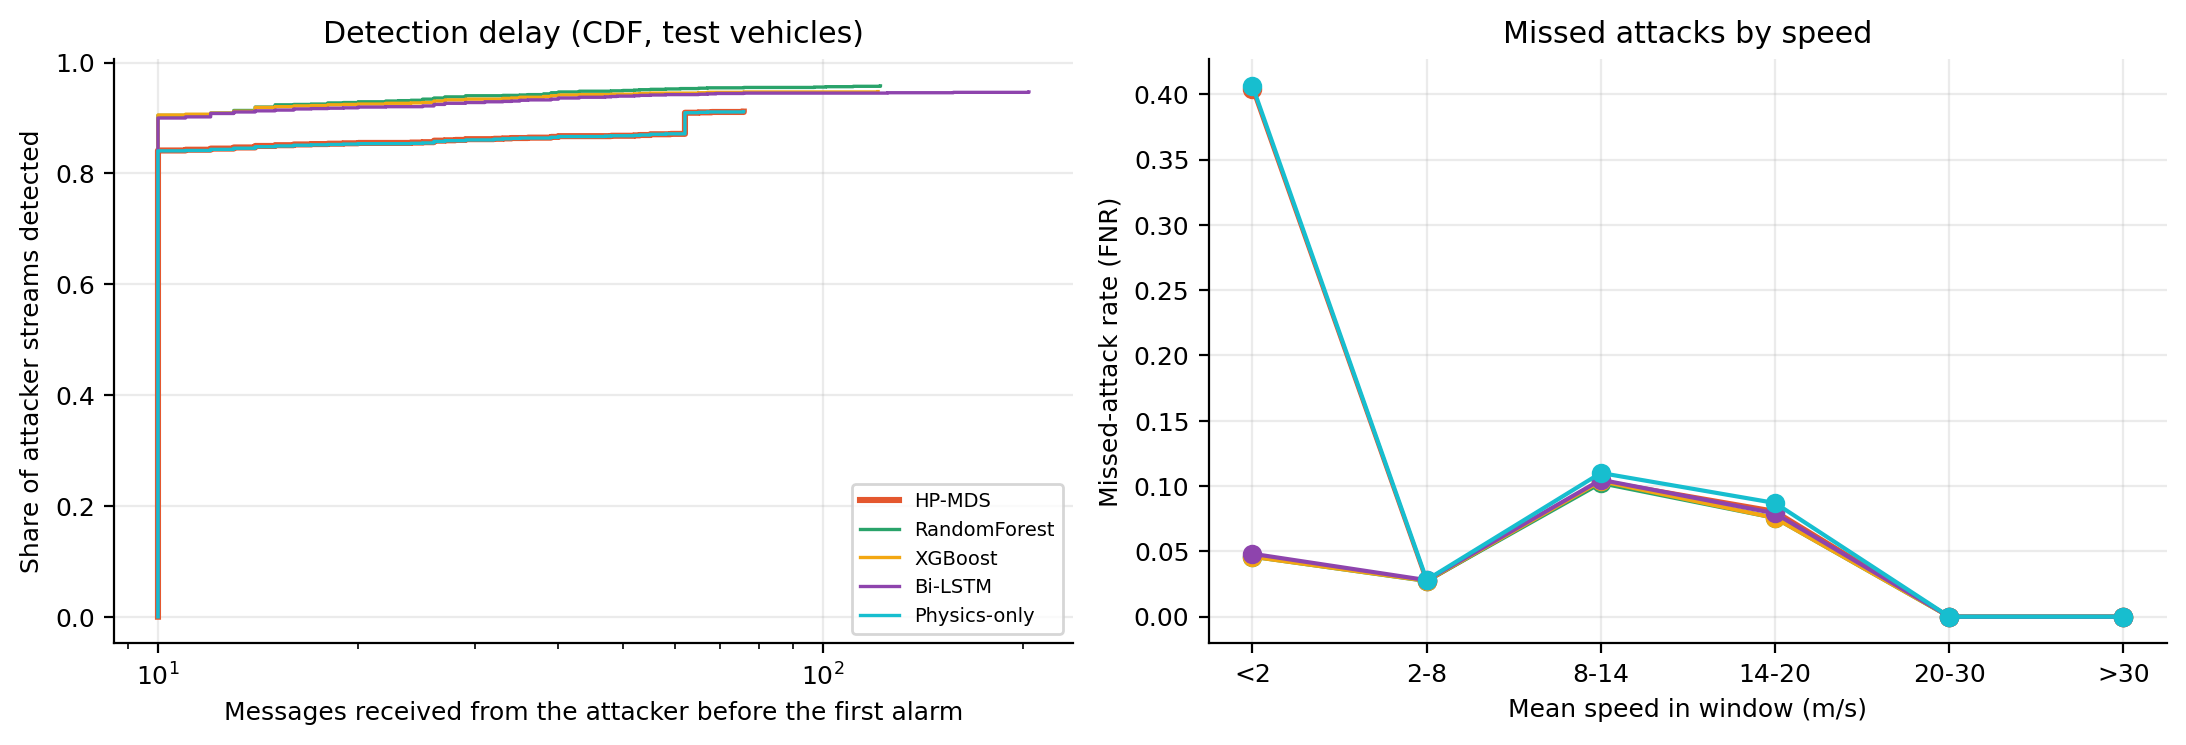 Detection delay (CDF, test vehicles)
Share of attacker streams detected
1.0
0.8
0.6
0.4
0.2
0.0
HP-MDS
RandomForest
XGBoost
Bi-LSTM
Physics-only
10¹
10²
Messages received from the attacker before the first alarm
Missed attacks by speed
Missed-attack rate (FNR)
0.40
0.35
0.30
0.25
0.20
0.15
0.10
0.05
0.00
<2
2-8
8-14
14-20
20-30
>30
Mean speed in window (m/s)